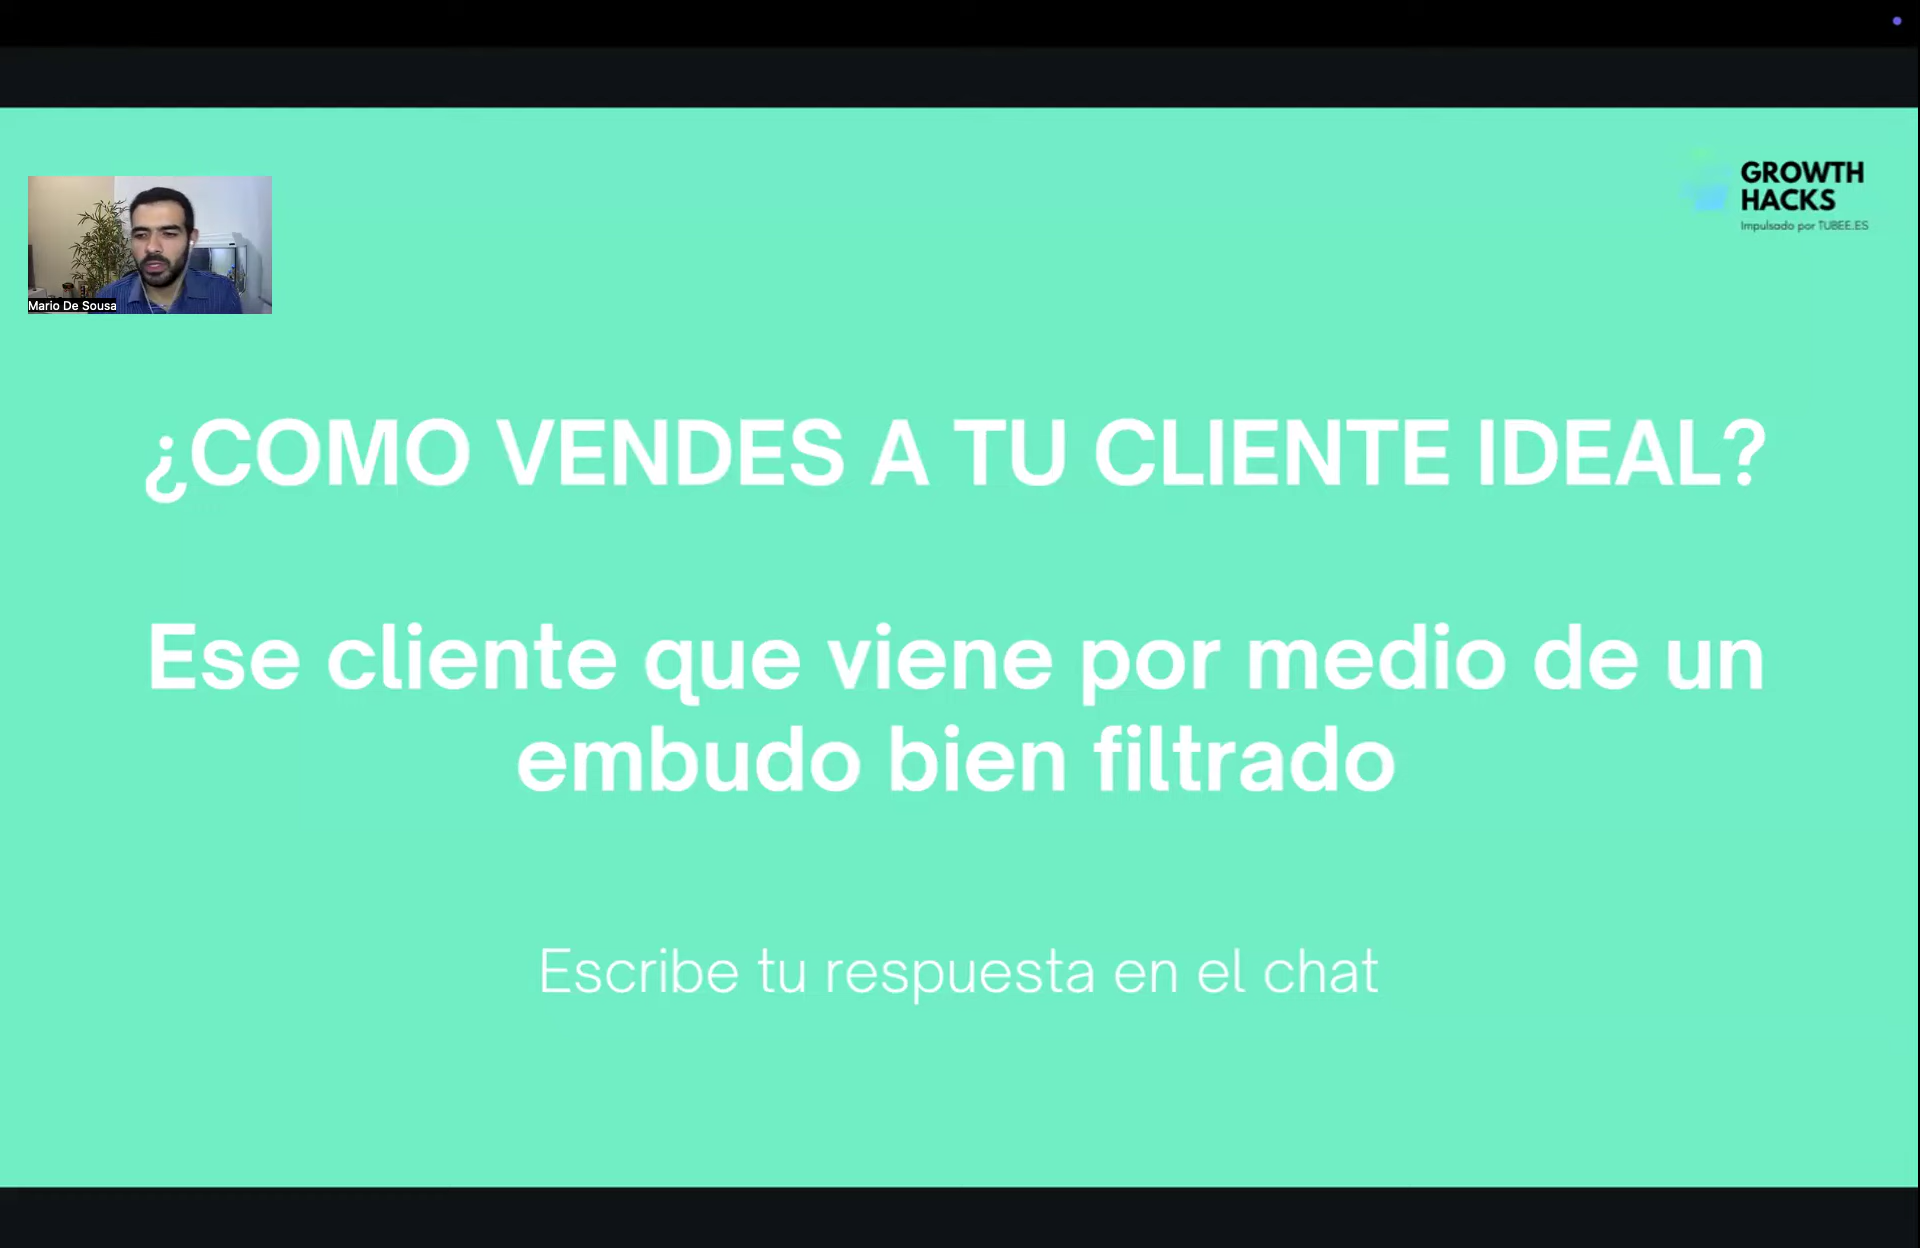 GROWTH
HACKS
Impulsado por TUBEE.ES
Mario De Sousa
¿COMO VENDES A TU CLIENTE IDEAL?
Ese cliente que viene por medio de un
embudo bien filtrado
Escribe tu respuesta en el chat